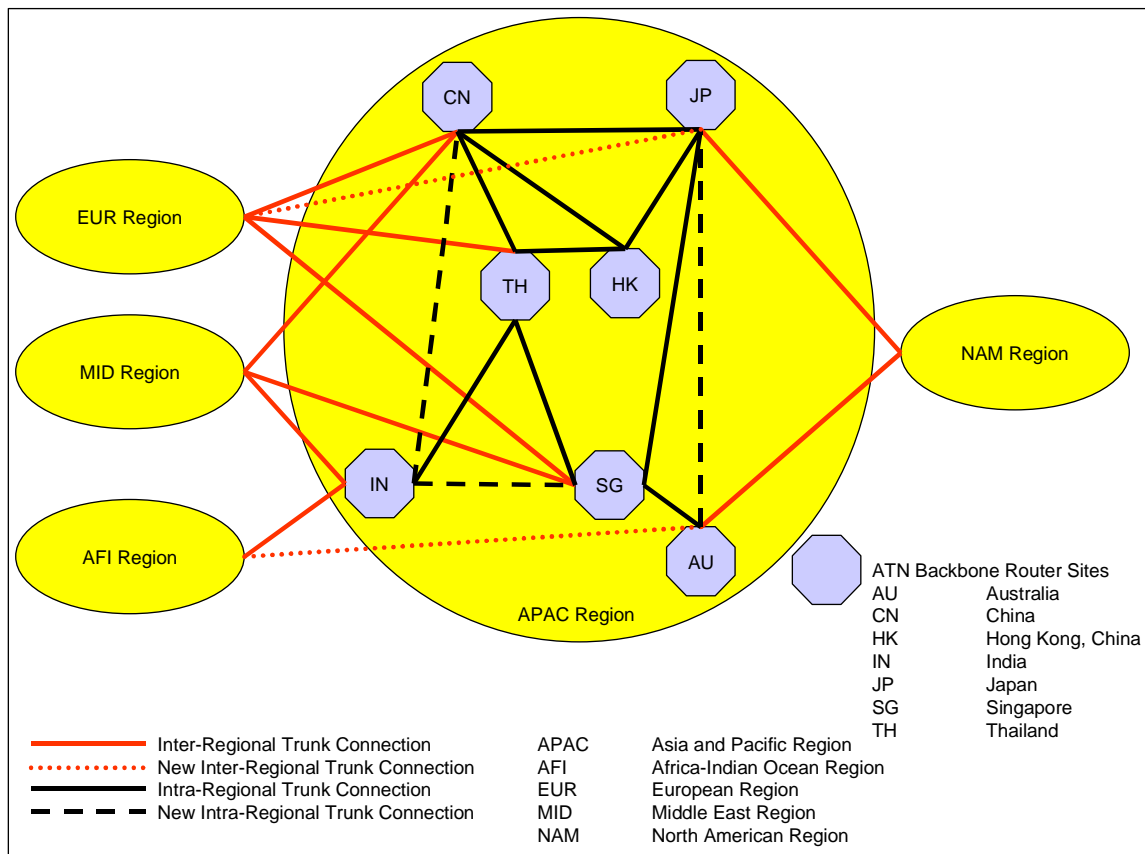 CN
JP
EUR Region
TH
HK
MID Region
NAM Region
IN
SG
AFI Region
AU
APAC Region
ATN Backbone Router Sites
AU Australia
CN China
HK Hong Kong, China
IN India
JP Japan
SG Singapore
TH Thailand
Inter-Regional Trunk Connection
New Inter-Regional Trunk Connection
Intra-Regional Trunk Connection
New Intra-Regional Trunk Connection
APAC Asia and Pacific Region
AFI Africa-Indian Ocean Region
EUR European Region
MID Middle East Region
NAM North American Region